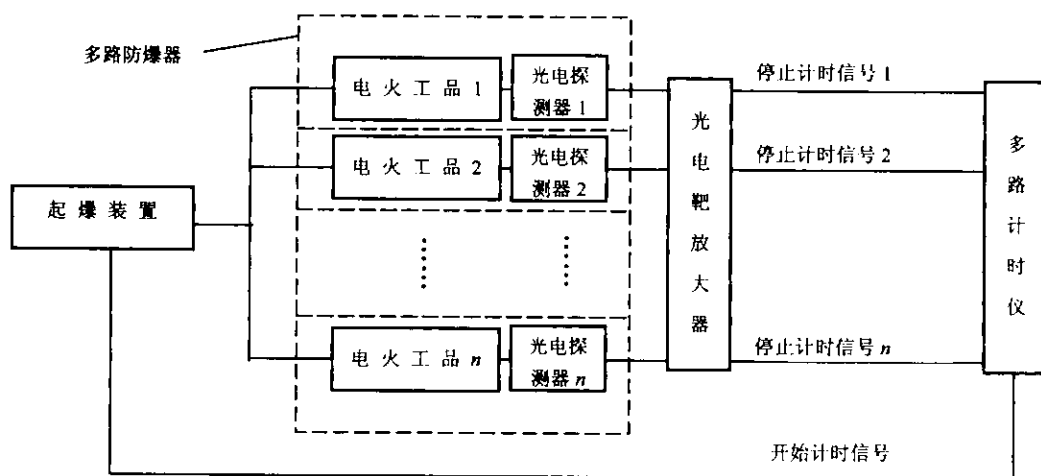 多路防爆器
电火工品1
光电探
测器1
停止计时信号1
电火工品2
光电探
测器2
停止计时信号2
起爆装置
光电靶放大器
多路计时仪
……
……
电火工品n
光电探
测器n
停止计时信号n
开始计时信号